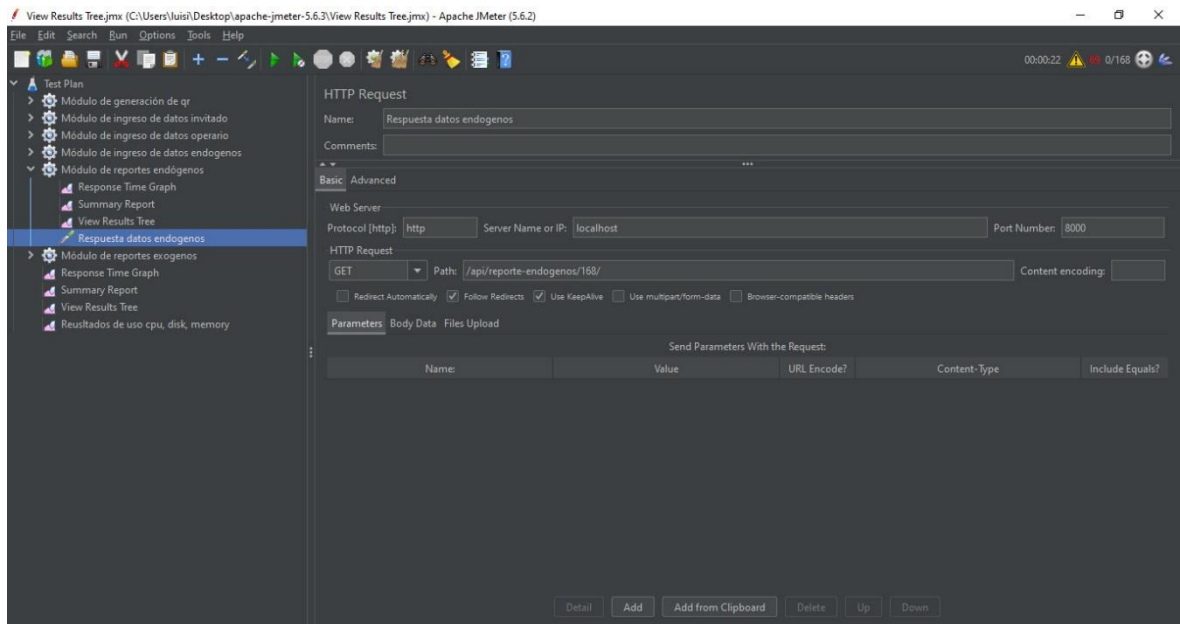 View Results Tree.jmx (C:\Users\luisi\Desktop\apache-jmeter-5.6.3\View Results Tree.jmx) - Apache JMeter (5.6.2)
File Edit Search Run Options Tools Help
00:00:22 0/168
Test Plan
Módulo de generación de qr
Módulo de ingreso de datos invitado
Módulo de ingreso de datos operario
Módulo de ingreso de datos endogenos
Módulo de reportes endógenos
Response Time Graph
Summary Report
View Results Tree
Respuesta datos endogenos
Módulo de reportes exogenos
Response Time Graph
Summary Report
View Results Tree
Reusltados de uso cpu, disk, memory
HTTP Request
Name: Respuesta datos endogenos
Comments:
Basic Advanced
Web Server
Protocol [http]: http Server Name or IP: localhost Port Number: 8000
HTTP Request
GET Path: /api/reporte-endogenos/168/ Content encoding:
Redirect Automatically Follow Redirects Use KeepAlive Use multipart/form-data Browser-compatible headers
Parameters Body Data Files Upload
Send Parameters With the Request:
Name: Value URL Encode? Content-Type Include Equals?
Detail Add Add from Clipboard Delete Up Down